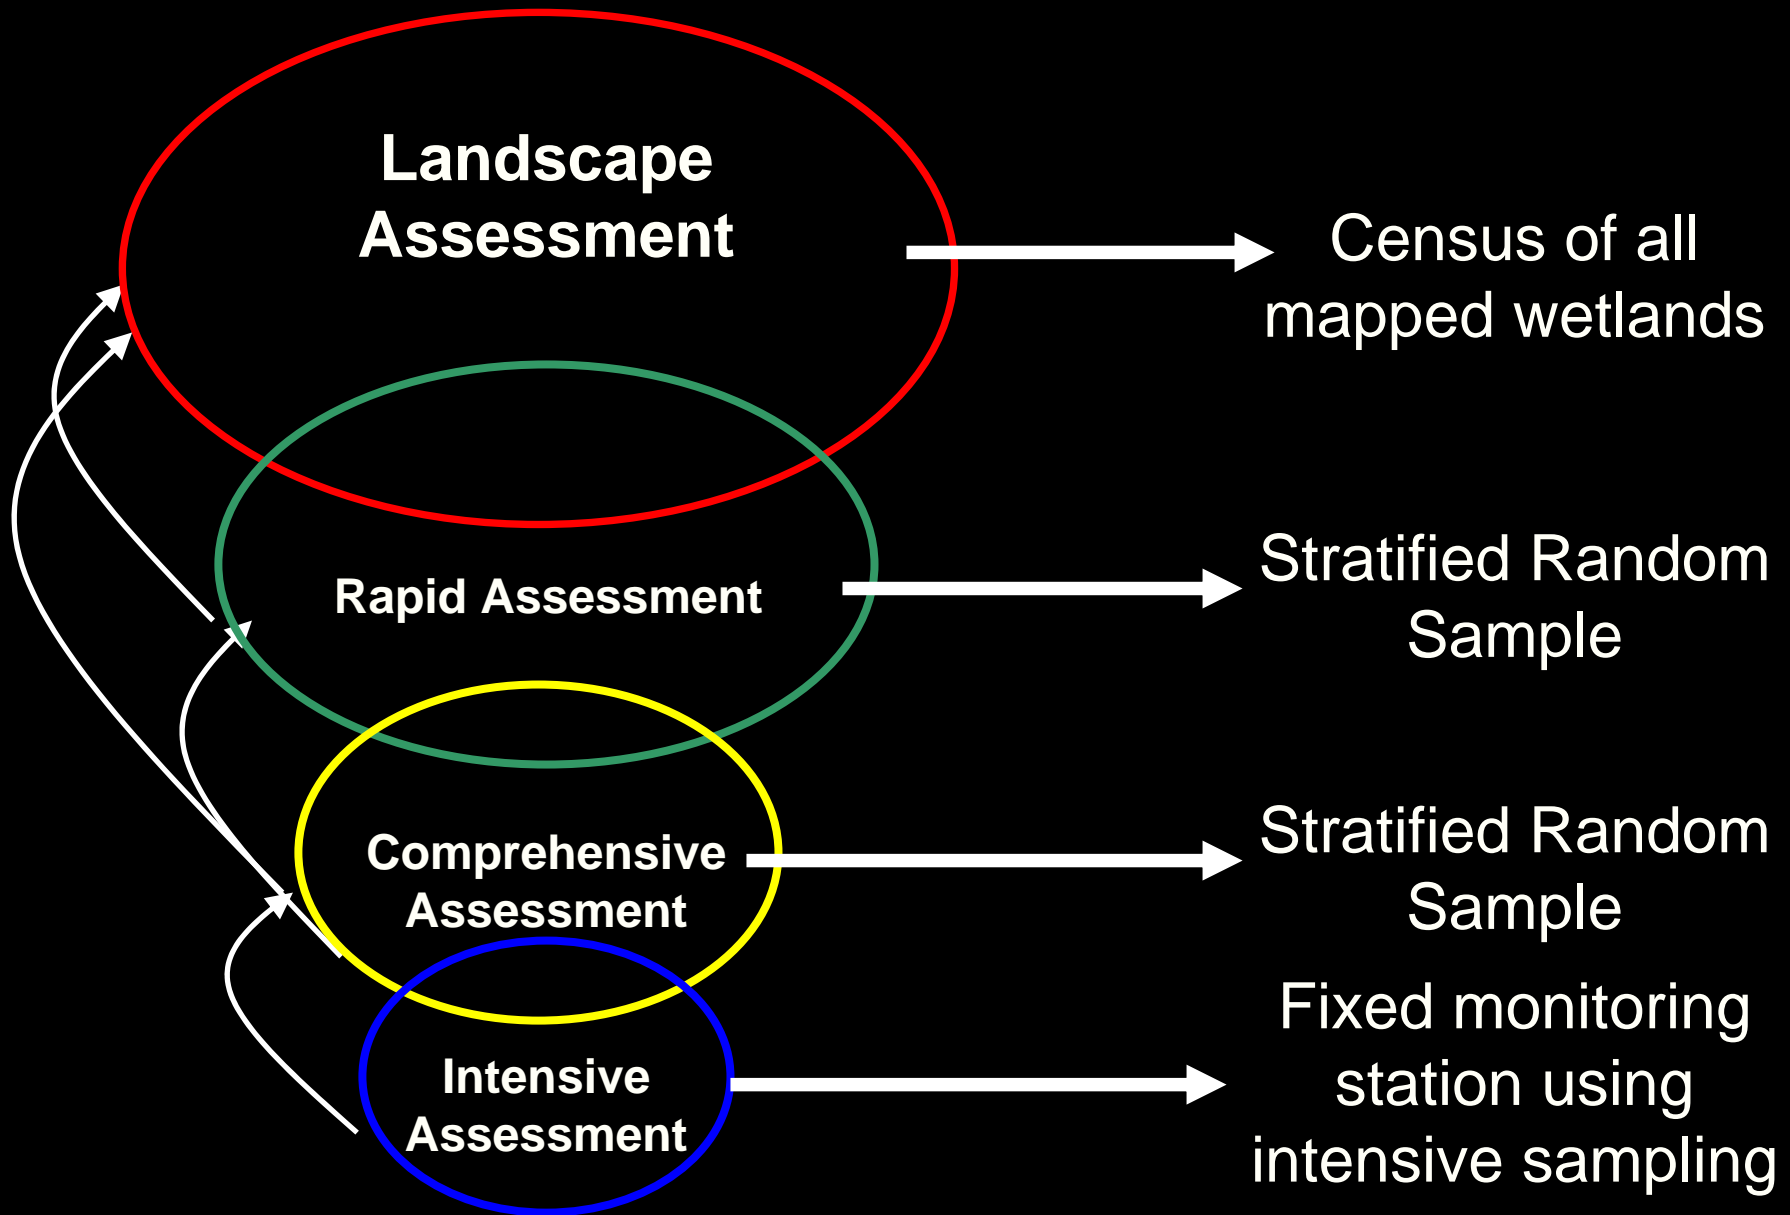 Landscape
Assessment
Census of all
mapped wetlands
Rapid Assessment
Stratified Random
Sample
Comprehensive
Assessment
Stratified Random
Sample
Intensive
Assessment
Fixed monitoring
station using
intensive sampling